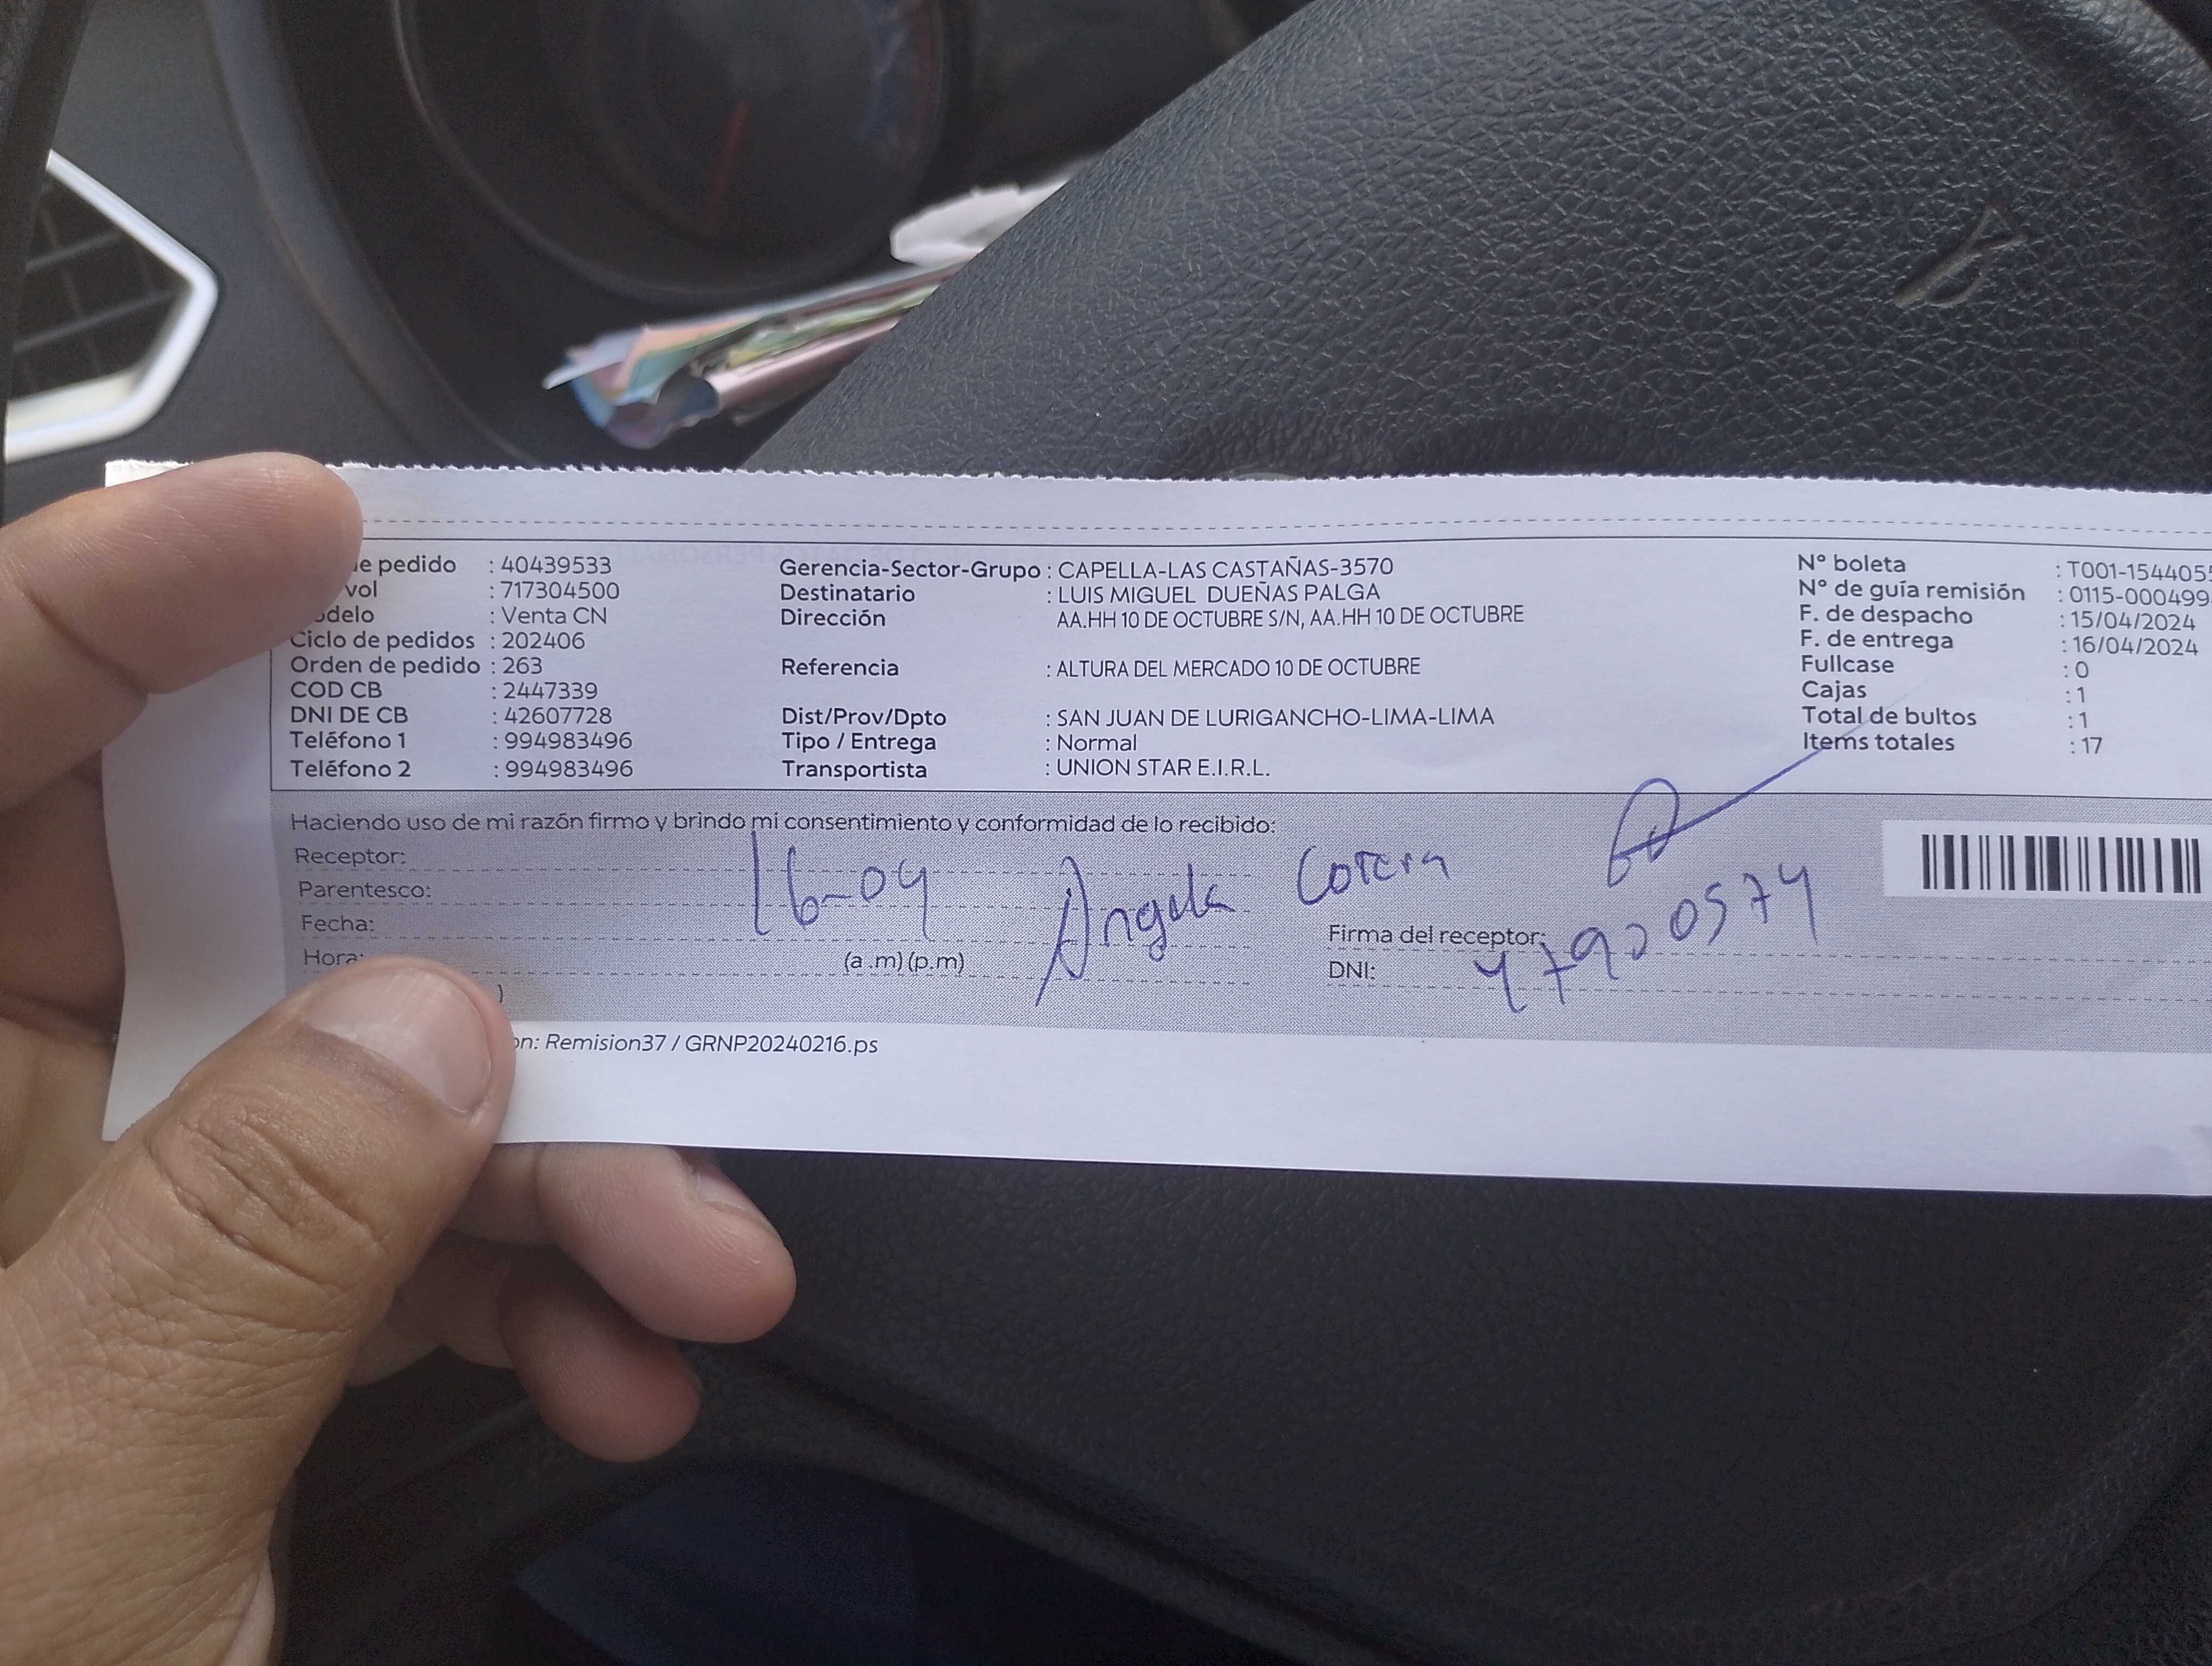 de pedido : 40439533
vol : 717304500
odelo : Venta CN
Ciclo de pedidos : 202406
Orden de pedido : 263
COD CB : 2447339
DNI DE CB : 42607728
Teléfono 1 : 994983496
Teléfono 2 : 994983496
Gerencia-Sector-Grupo : CAPELLA-LAS CASTAÑAS-3570
Destinatario : LUIS MIGUEL DUEÑAS PALGA
Dirección AA.HH 10 DE OCTUBRE S/N, AA.HH 10 DE OCTUBRE
Referencia : ALTURA DEL MERCADO 10 DE OCTUBRE
Dist/Prov/Dpto : SAN JUAN DE LURIGANCHO-LIMA-LIMA
Tipo / Entrega : Normal
Transportista : UNION STAR E.I.R.L.
N° boleta : T001-1544055
N° de guía remisión : 0115-000499
F. de despacho : 15/04/2024
F. de entrega : 16/04/2024
Fullcase : 0
Cajas : 1
Total de bultos : 1
Items totales : 17
Haciendo uso de mi razón firmo y brindo mi consentimiento y conformidad de lo recibido:
Receptor:
Parentesco:
Fecha:
Hora: (a .m) (p.m)
)
16-04 Angela Cotera
Firma del receptor:
DNI: 47920574
on: Remision37 / GRNP20240216.ps